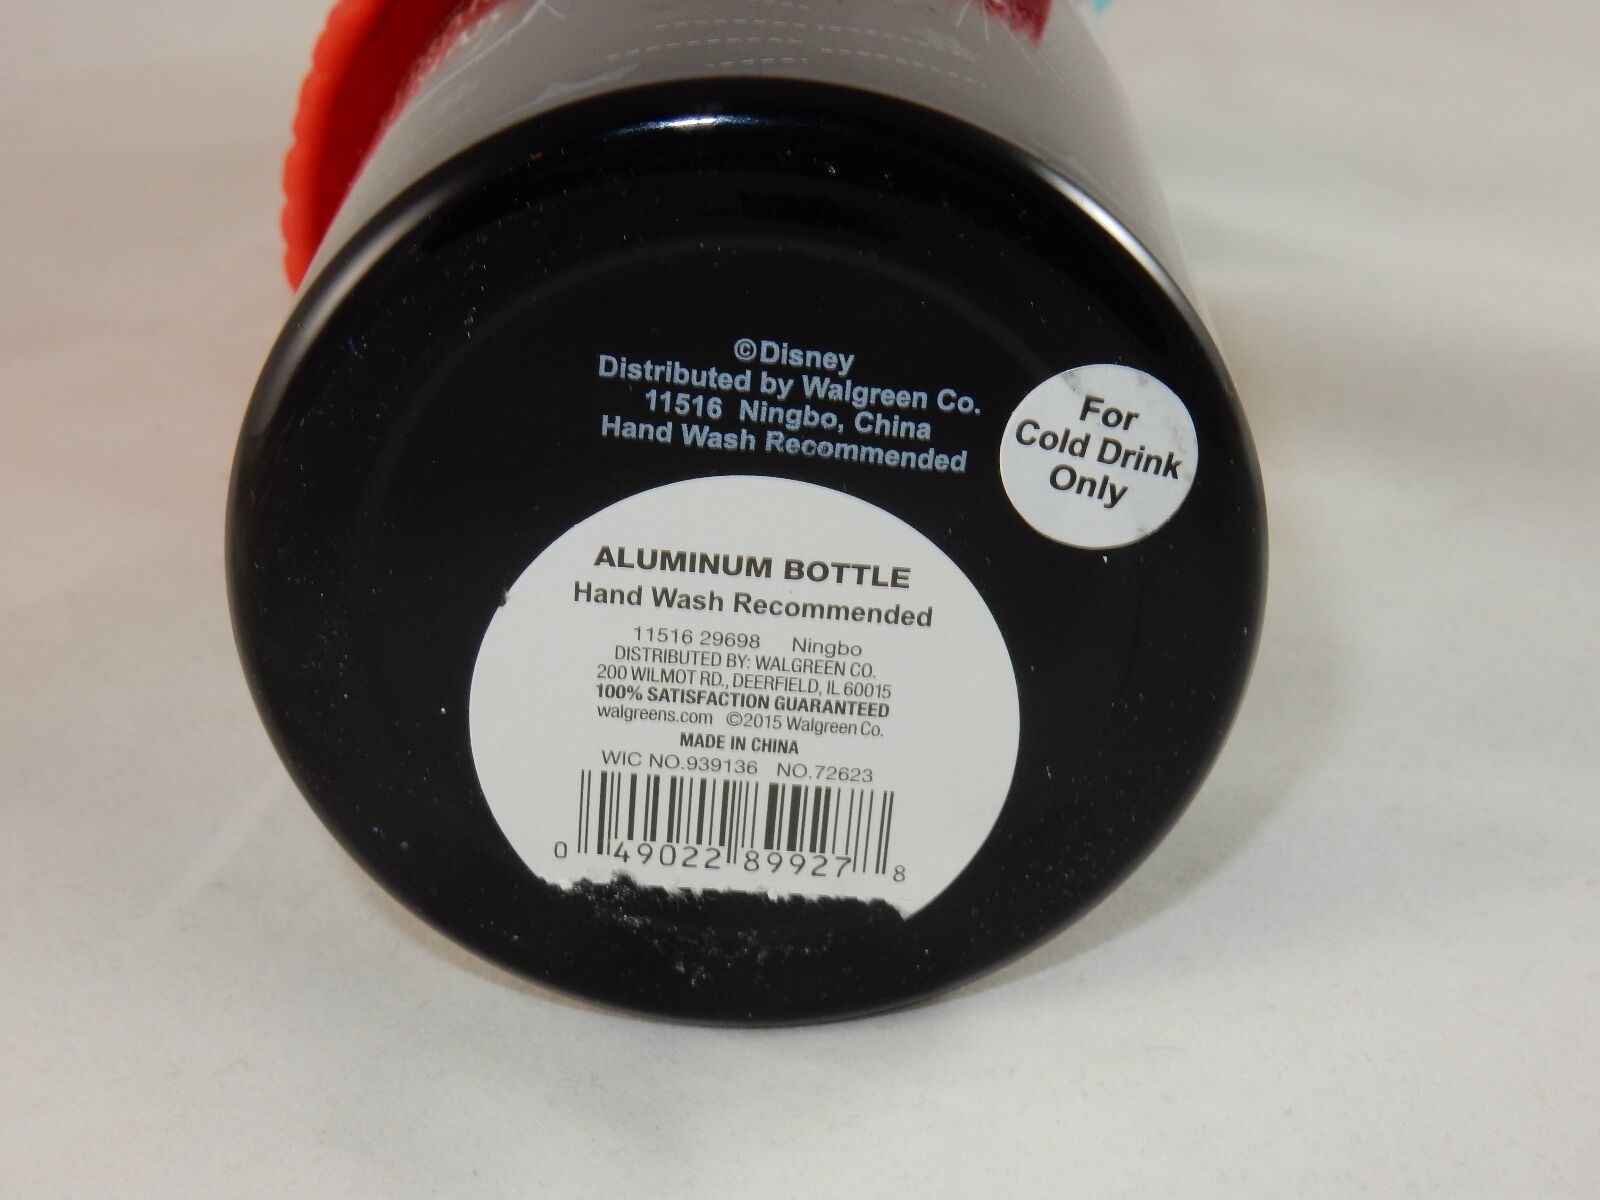 ©Disney
Distributed by Walgreen Co.
11516 Ningbo, China
Hand Wash Recommended
For
Cold Drink
Only
ALUMINUM BOTTLE
Hand Wash Recommended
11516 29698 Ningbo
DISTRIBUTED BY: WALGREEN CO.
200 WILMOT RD., DEERFIELD, IL 60015
100% SATISFACTION GUARANTEED
walgreens.com ©2015 Walgreen Co.
MADE IN CHINA
WIC NO.939136 NO.72623
0 49022 89927 8